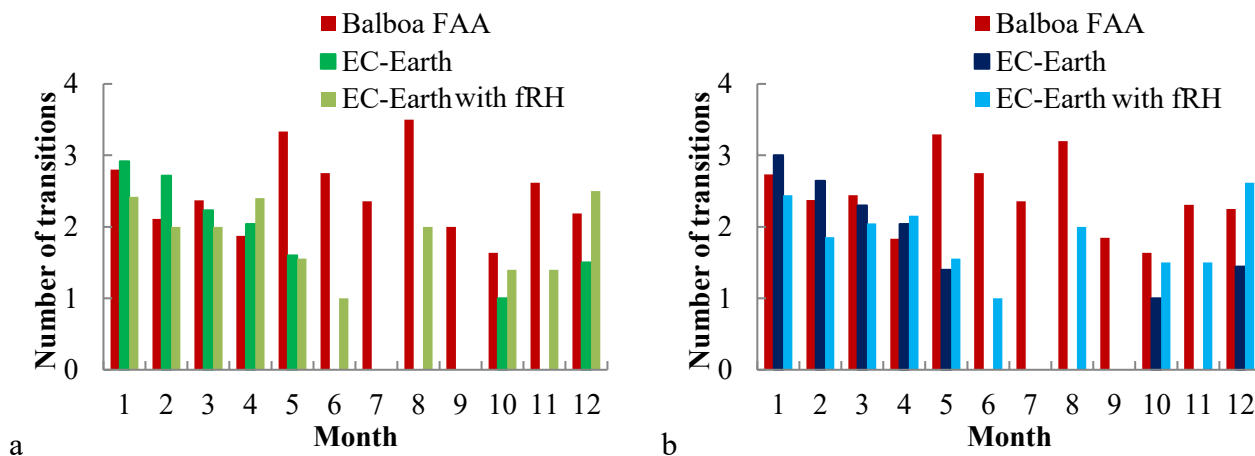 Balboa FAA
EC-Earth
EC-Earth with fRH
Number of transitions
4
3
2
1
0
1 2 3 4 5 6 7 8 9 10 11 12
Month
a
Balboa FAA
EC-Earth
EC-Earth with fRH
Number of transitions
4
3
2
1
0
1 2 3 4 5 6 7 8 9 10 11 12
Month
b